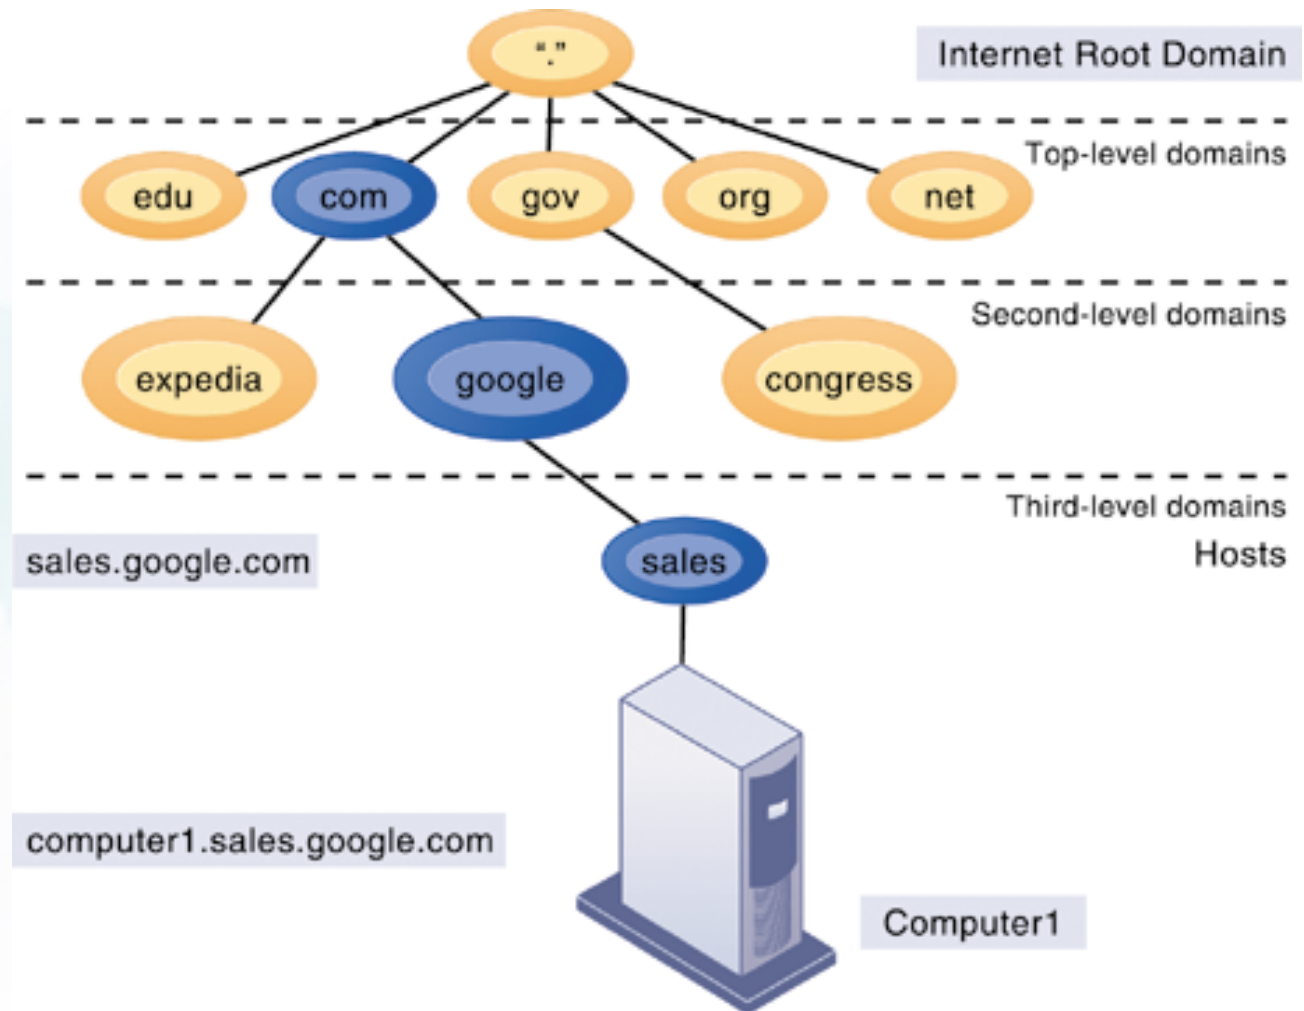 “.”
Internet Root Domain
Top-level domains
edu
com
gov
org
net
Second-level domains
expedia
google
congress
Third-level domains
Hosts
sales.google.com
sales
computer1.sales.google.com
Computer1